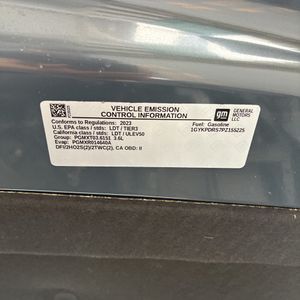 VEHICLE EMISSION
CONTROL INFORMATION
gm
GENERAL
MOTORS
LLC
Conforms to Regulations: 2023
Fuel: Gasoline
U.S. EPA class / stds: LDT / TIER3
California class / stds: LDT / ULEV50
Group: PGMXT03.6151 3.6L
Evap: PGMXR014640A
DFI/2HO2S(2)/2TWC(2), CA OBD: II